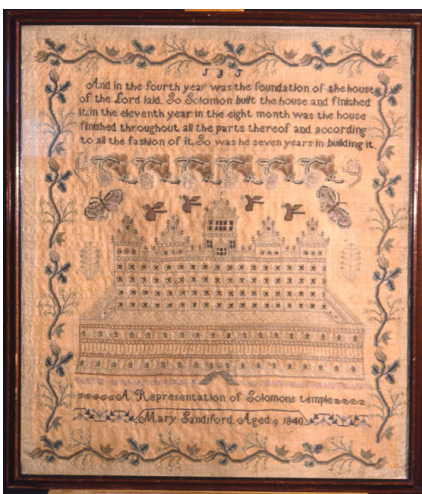 And in the fourth year was the foundation of the house
of the Lord laid. So Solomon built the house and finished
it, in the eleventh year in the eight month was the house
finished throughout all the parts thereof and according
to all the fashion of it. So was he seven years in building it.
A Representation of Solomons temple
Mary Sandiford Aged 9 1840